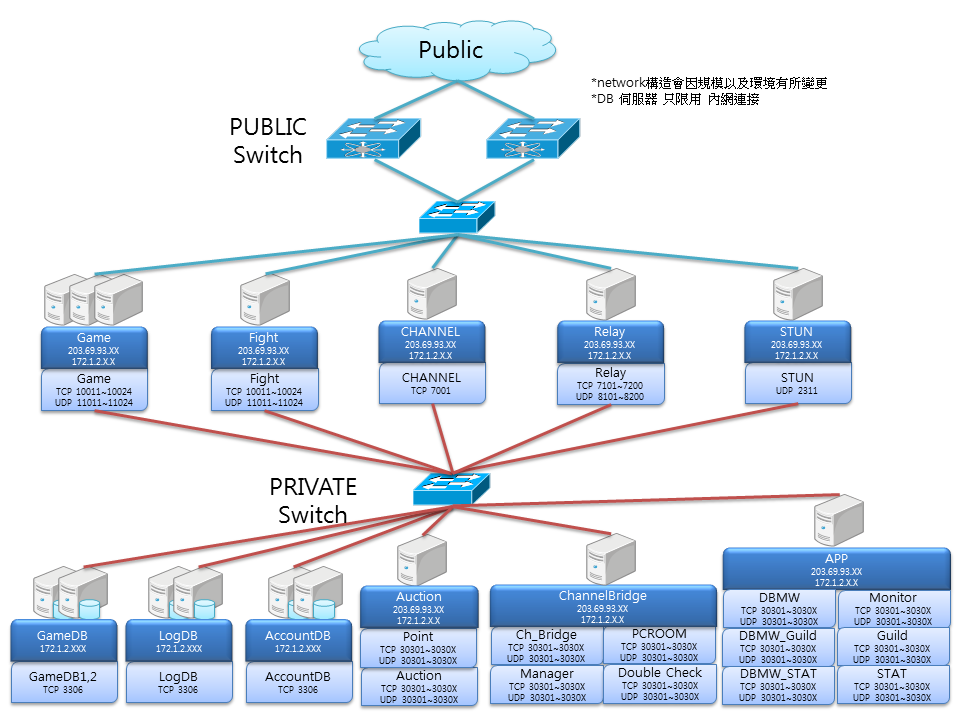 Public
*network構造會因規模以及環境有所變更
*DB 伺服器 只限用 內網連接
PUBLIC
Switch
Game
203.69.93.XX
172.1.2.X.X
Game
TCP 10011~10024
UDP 11011~11024
Fight
203.69.93.XX
172.1.2.X.X
Fight
TCP 10011~10024
UDP 11011~11024
CHANNEL
203.69.93.XX
172.1.2.X.X
CHANNEL
TCP 7001
Relay
203.69.93.XX
172.1.2.X.X
Relay
TCP 7101~7200
UDP 8101~8200
STUN
203.69.93.XX
172.1.2.X.X
STUN
UDP 2311
PRIVATE
Switch
GameDB
172.1.2.XXX
GameDB1,2
TCP 3306
LogDB
172.1.2.XXX
LogDB
TCP 3306
AccountDB
172.1.2.XXX
AccountDB
TCP 3306
Auction
203.69.93.XX
172.1.2.X.X
Point
TCP 30301~3030X
UDP 30301~3030X
Auction
TCP 30301~3030X
UDP 30301~3030X
ChannelBridge
203.69.93.XX
172.1.2.X.X
Ch_Bridge
TCP 30301~3030X
UDP 30301~3030X
PCROOM
TCP 30301~3030X
UDP 30301~3030X
Manager
TCP 30301~3030X
UDP 30301~3030X
Double Check
TCP 30301~3030X
UDP 30301~3030X
APP
203.69.93.XX
172.1.2.X.X
DBMW
TCP 30301~3030X
UDP 30301~3030X
Monitor
TCP 30301~3030X
UDP 30301~3030X
DBMW_Guild
TCP 30301~3030X
UDP 30301~3030X
Guild
TCP 30301~3030X
UDP 30301~3030X
DBMW_STAT
TCP 30301~3030X
UDP 30301~3030X
STAT
TCP 30301~3030X
UDP 30301~3030X